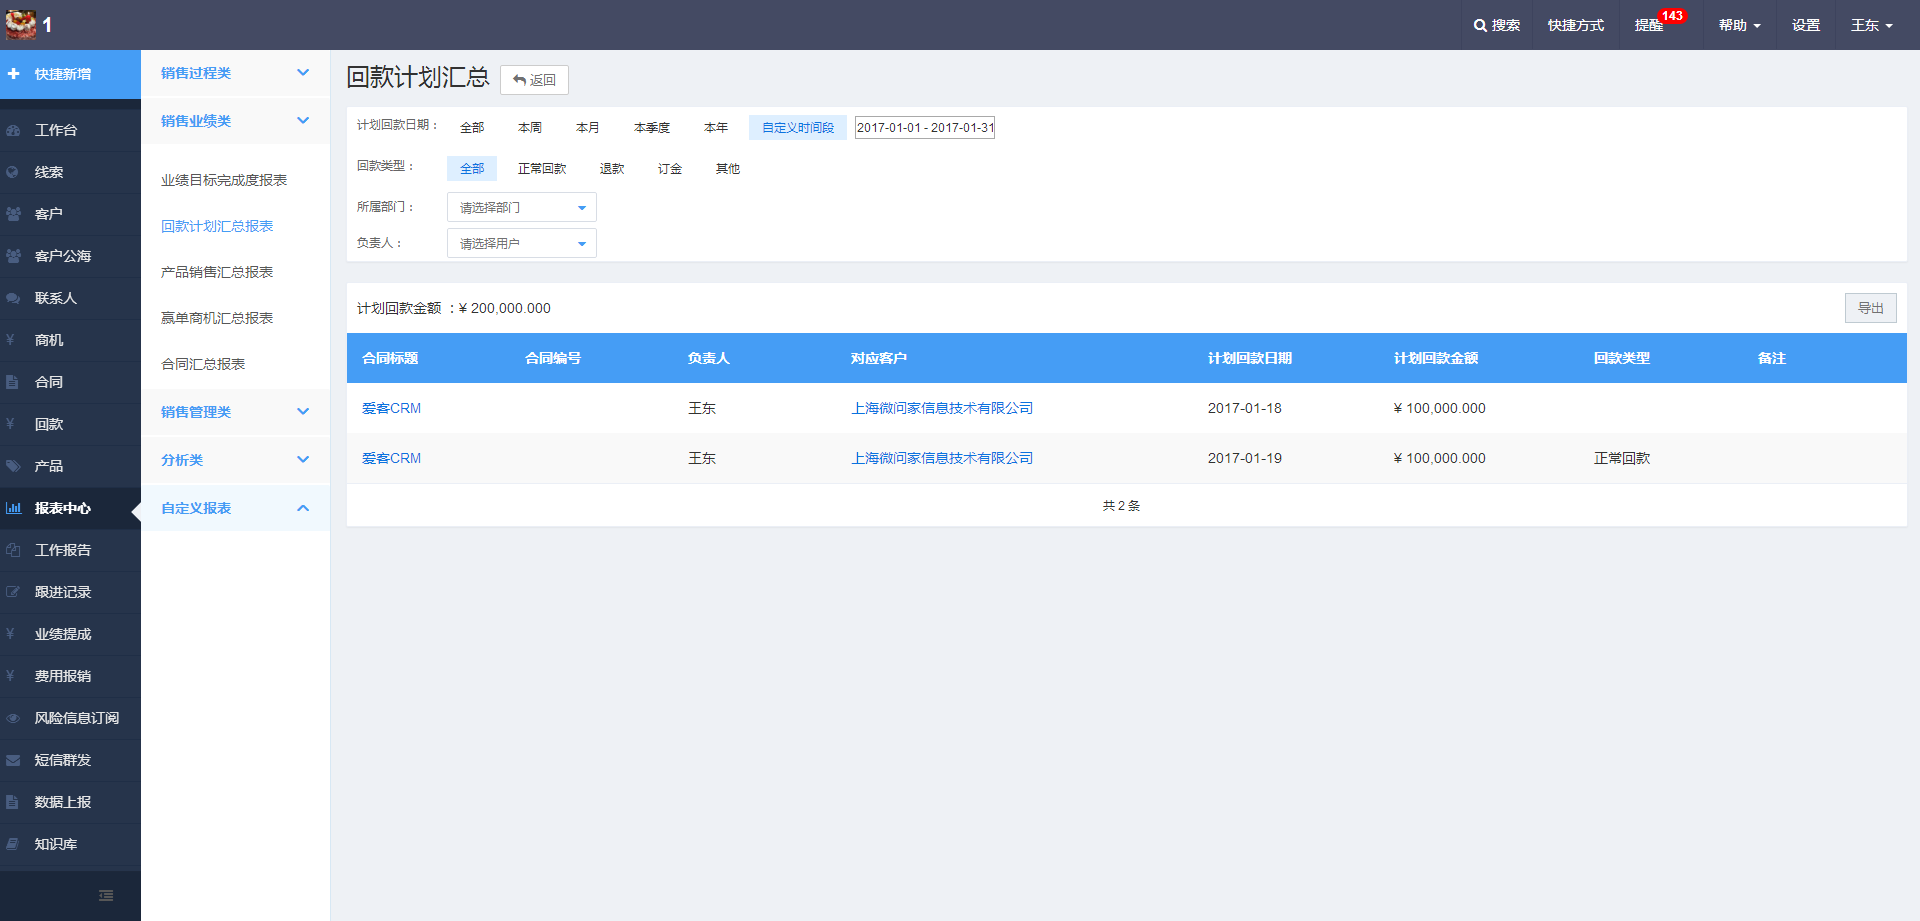 1
搜索
快捷方式
提醒 143
帮助
设置
王东
快捷新增
工作台
线索
客户
客户公海
联系人
商机
合同
回款
产品
报表中心
工作报告
跟进记录
业绩提成
费用报销
风险信息订阅
短信群发
数据上报
知识库
销售过程类
销售业绩类
业绩目标完成度报表
回款计划汇总报表
产品销售汇总报表
赢单商机汇总报表
合同汇总报表
销售管理类
分析类
自定义报表
回款计划汇总 返回
计划回款日期： 全部 本周 本月 本季度 本年 自定义时间段 2017-01-01 - 2017-01-31
回款类型： 全部 正常回款 退款 订金 其他
所属部门： 请选择部门
负责人： 请选择用户
计划回款金额 ：¥ 200,000.000 导出
合同标题 合同编号 负责人 对应客户 计划回款日期 计划回款金额 回款类型 备注
爱客CRM 王东 上海微问家信息技术有限公司 2017-01-18 ¥ 100,000.000
爱客CRM 王东 上海微问家信息技术有限公司 2017-01-19 ¥ 100,000.000 正常回款
共 2 条